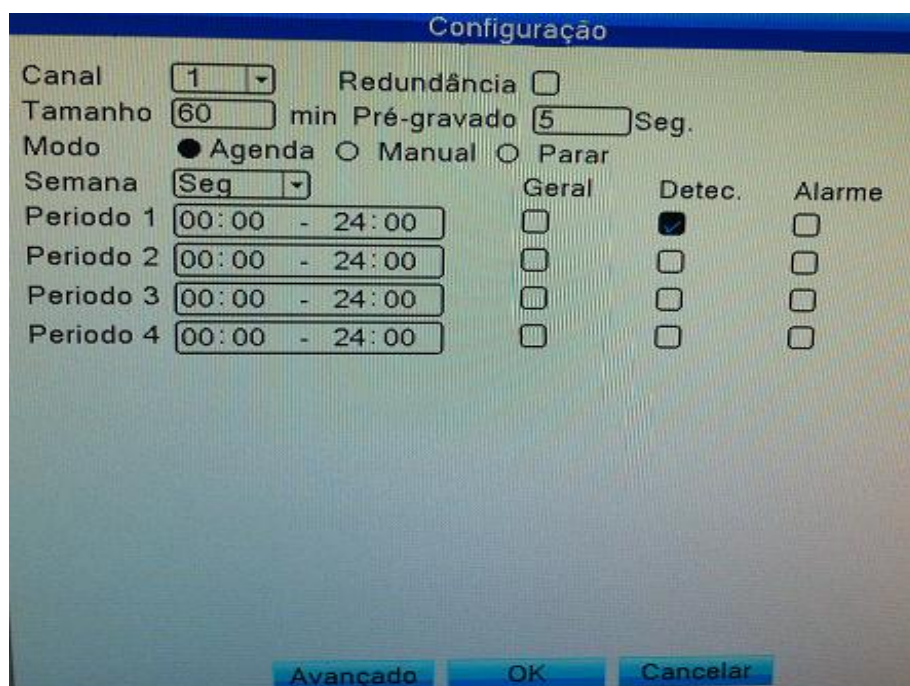 Configuração
Canal 1 Redundância
Tamanho 60 min Pré-gravado 5 Seg.
Modo Agenda Manual Parar
Semana Seg Geral Detec. Alarme
Periodo 1 00:00 - 24:00
Periodo 2 00:00 - 24:00
Periodo 3 00:00 - 24:00
Periodo 4 00:00 - 24:00
Avançado OK Cancelar